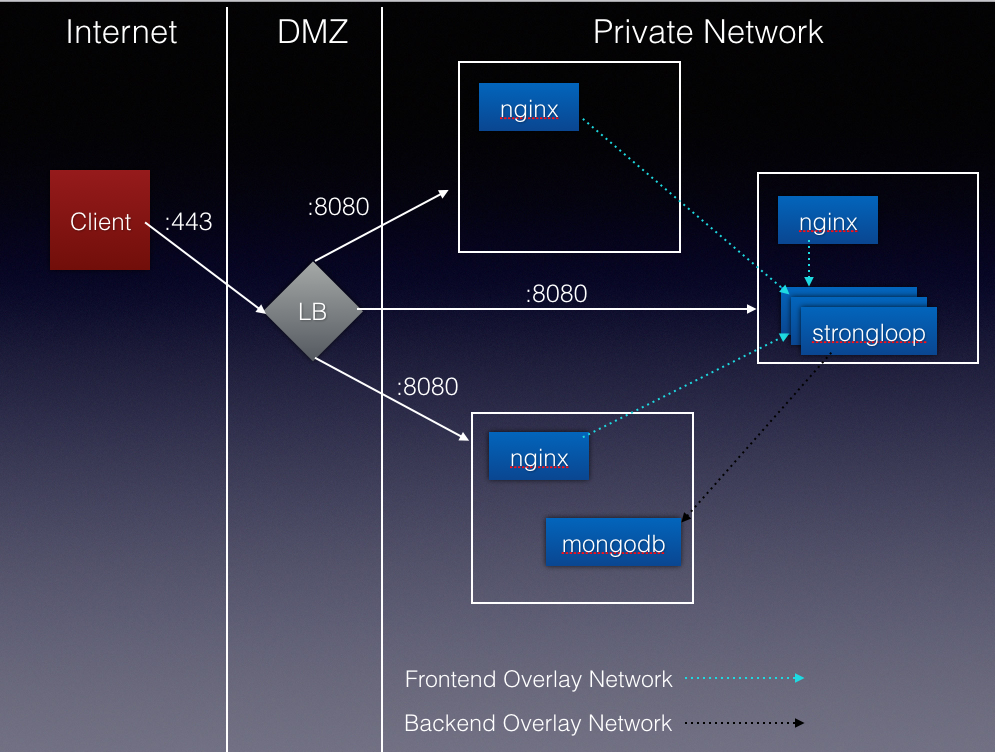 Internet
DMZ
Private Network
nginx
Client
:443
:8080
nginx
LB
:8080
strongloop
:8080
nginx
mongodb
Frontend Overlay Network
Backend Overlay Network